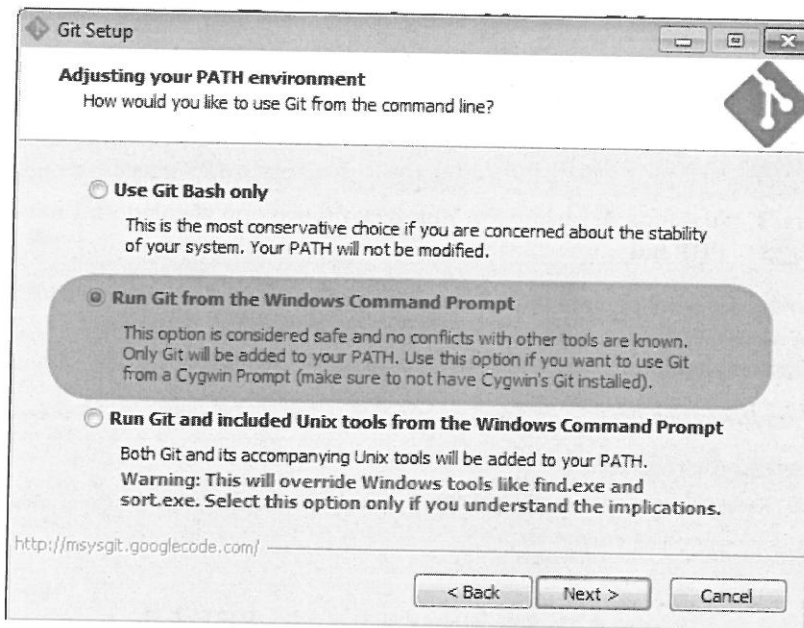 Git Setup
Adjusting your PATH environment
How would you like to use Git from the command line?
Use Git Bash only
This is the most conservative choice if you are concerned about the stability
of your system. Your PATH will not be modified.
Run Git from the Windows Command Prompt
This option is considered safe and no conflicts with other tools are known.
Only Git will be added to your PATH. Use this option if you want to use Git
from a Cygwin Prompt (make sure to not have Cygwin's Git installed).
Run Git and included Unix tools from the Windows Command Prompt
Both Git and its accompanying Unix tools will be added to your PATH.
Warning: This will override Windows tools like find.exe and
sort.exe. Select this option only if you understand the implications.
http://msysgit.googlecode.com/
< Back Next > Cancel